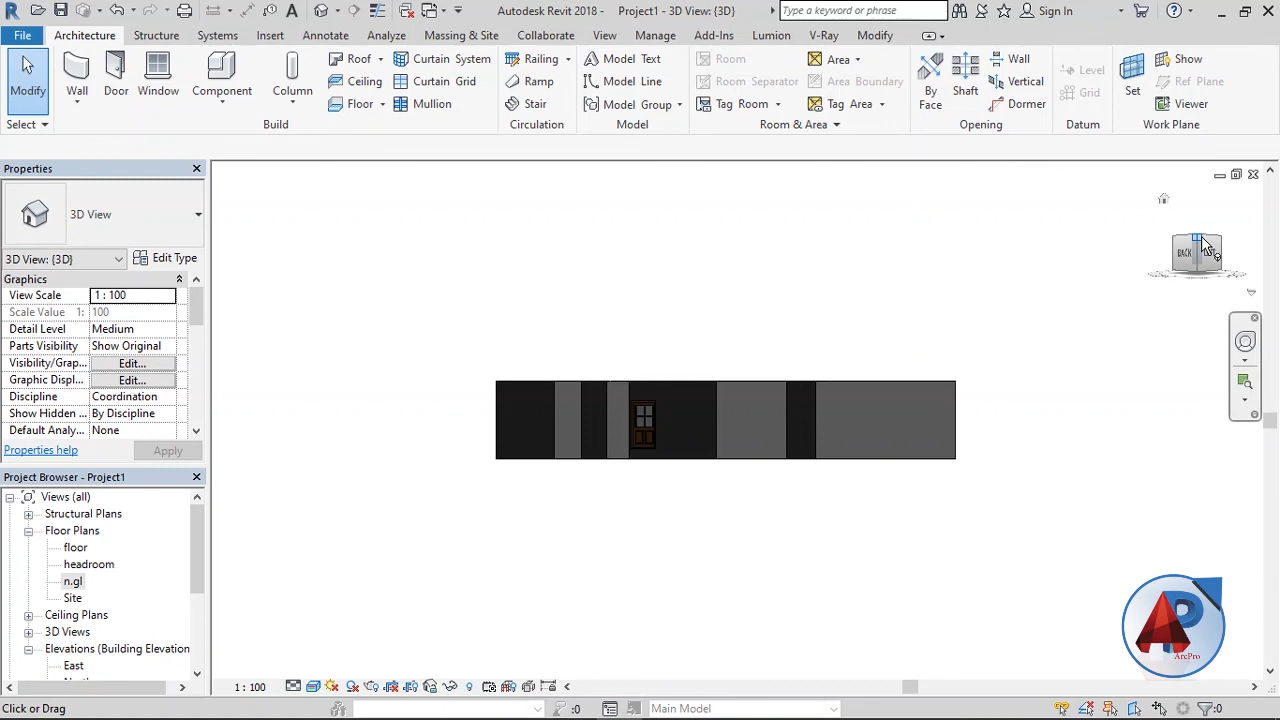 Autodesk Revit 2018 - Project1 - 3D View: {3D}
Type a keyword or phrase
Sign In
File Architecture Structure Systems Insert Annotate Analyze Massing & Site Collaborate View Manage Add-Ins Lumion V-Ray Modify
Modify
Wall
Door
Window
Component
Column
Roof
Ceiling
Floor
Curtain System
Curtain Grid
Mullion
Railing
Ramp
Stair
Model Text
Model Line
Model Group
Room
Room Separator
Tag Room
Area
Area Boundary
Tag Area
By Face
Shaft
Wall
Vertical
Dormer
Level
Grid
Set
Show
Ref Plane
Viewer
Select Build Circulation Model Room & Area Opening Datum Work Plane
Properties
3D View
3D View: {3D} Edit Type
Graphics
View Scale 1 : 100
Scale Value 1: 100
Detail Level Medium
Parts Visibility Show Original
Visibility/Grap... Edit...
Graphic Displ... Edit...
Discipline Coordination
Show Hidden ... By Discipline
Default Analy... None
Properties help Apply
Project Browser - Project1
Views (all)
Structural Plans
Floor Plans
floor
headroom
n.gl
Site
Ceiling Plans
3D Views
Elevations (Building Elevation
East
BACK
ArcPro
1 : 100
Click or Drag
:0
Main Model
:0